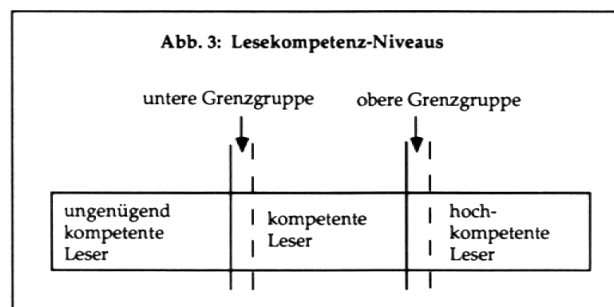 Abb. 3: Lesekompetenz-Niveaus
untere Grenzgruppe
obere Grenzgruppe
ungenügend
kompetente
Leser
kompetente
Leser
hoch-
kompetente
Leser